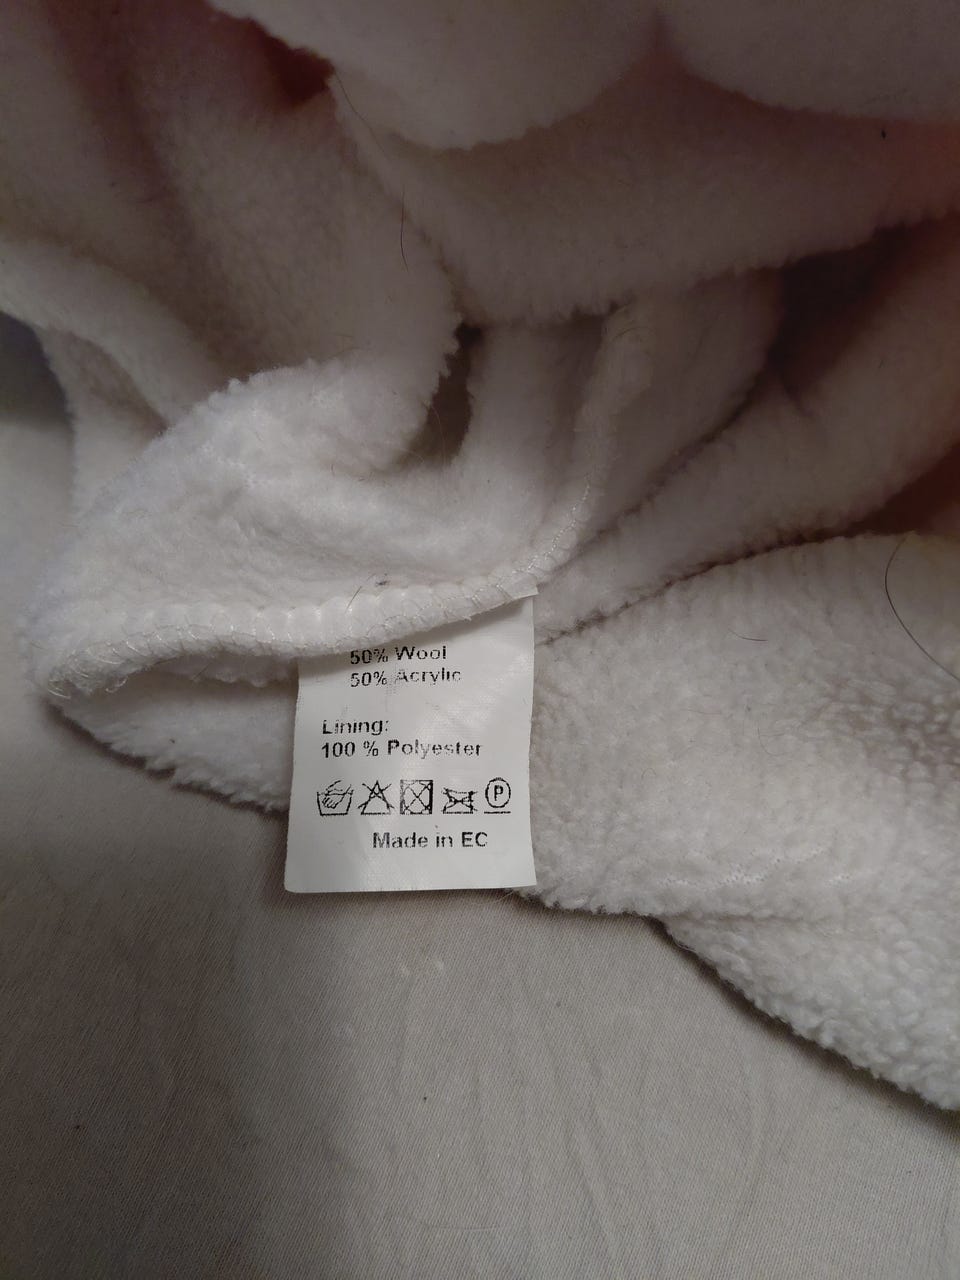 50% Wool
50% Acrylic
Lining:
100 % Polyester
P
Made in EC